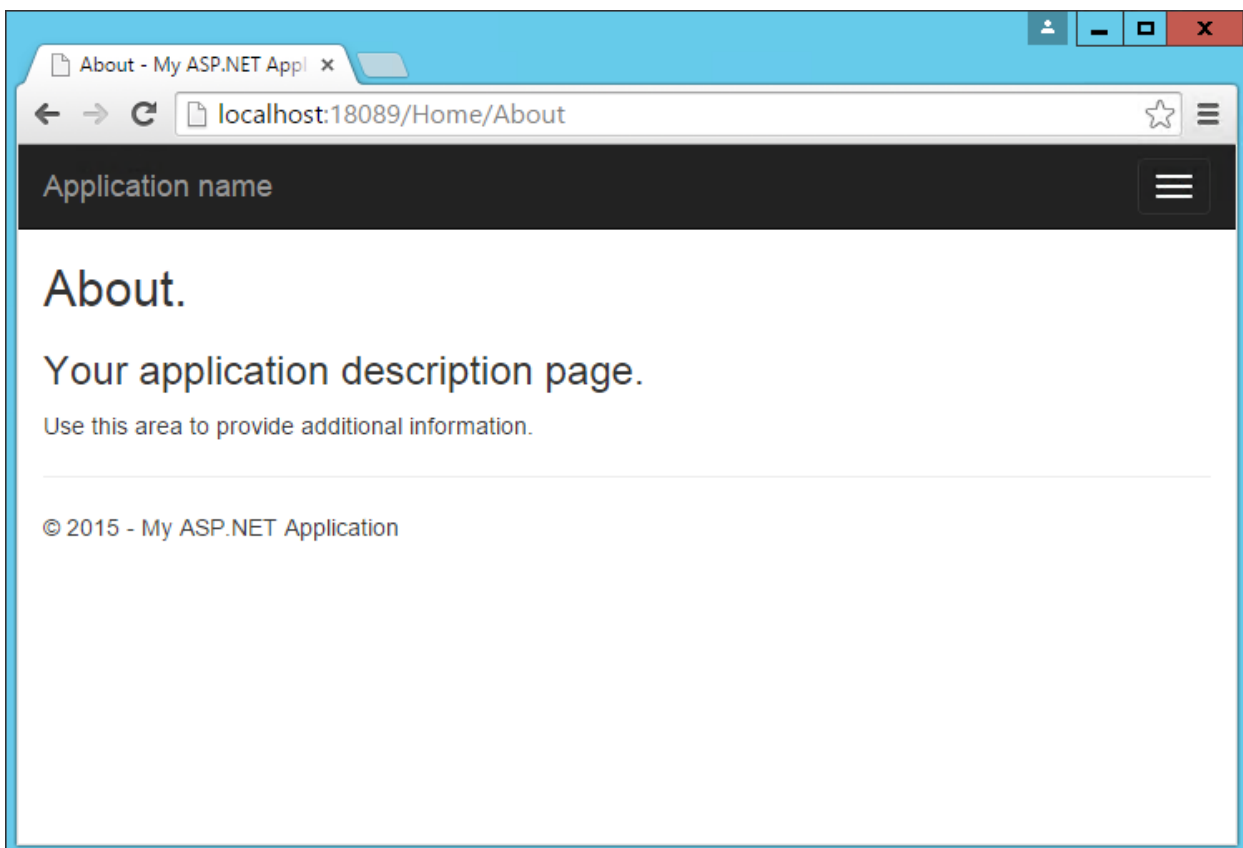 About - My ASP.NET Appl
localhost:18089/Home/About
Application name
About.
Your application description page.
Use this area to provide additional information.
© 2015 - My ASP.NET Application